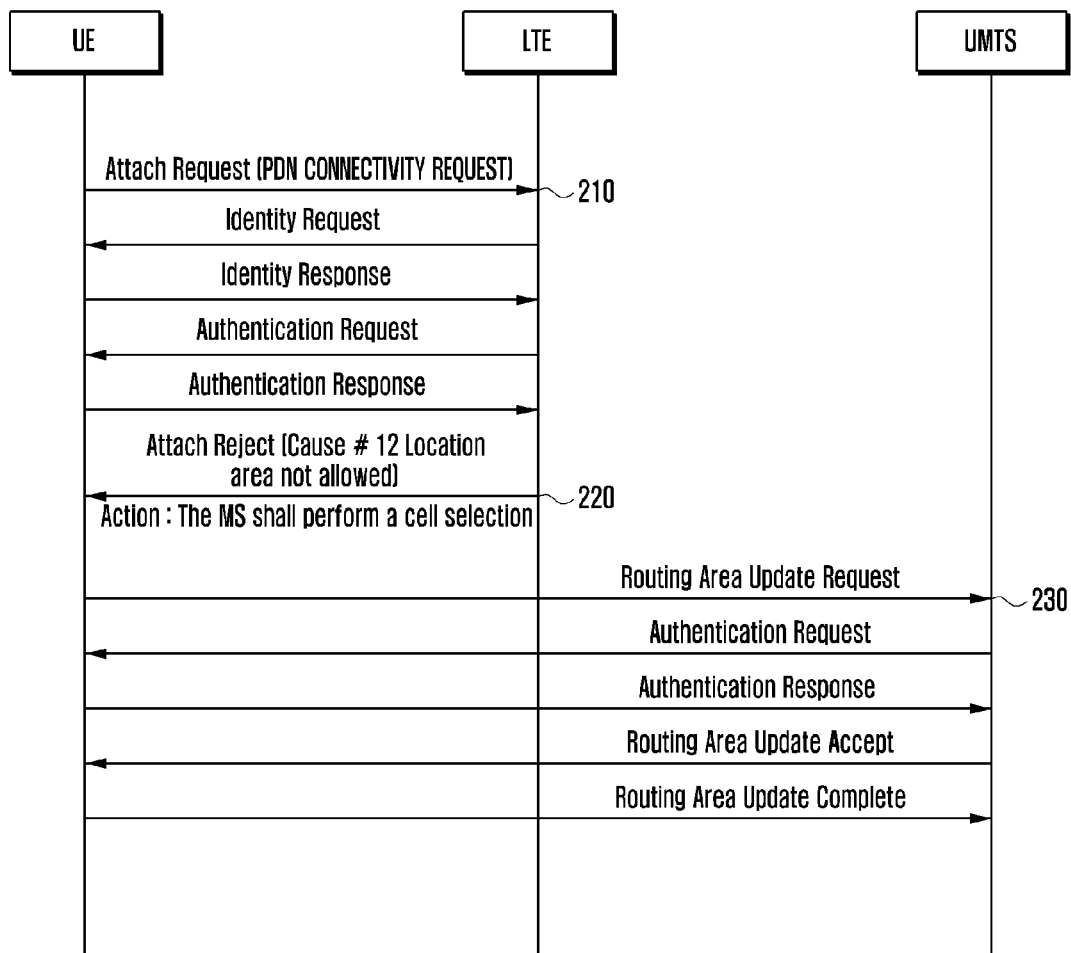 UE
LTE
UMTS
Attach Request (PDN CONNECTIVITY REQUEST)
210
Identity Request
Identity Response
Authentication Request
Authentication Response
Attach Reject (Cause # 12 Location
area not allowed)
220
Action : The MS shall perform a cell selection
Routing Area Update Request
230
Authentication Request
Authentication Response
Routing Area Update Accept
Routing Area Update Complete